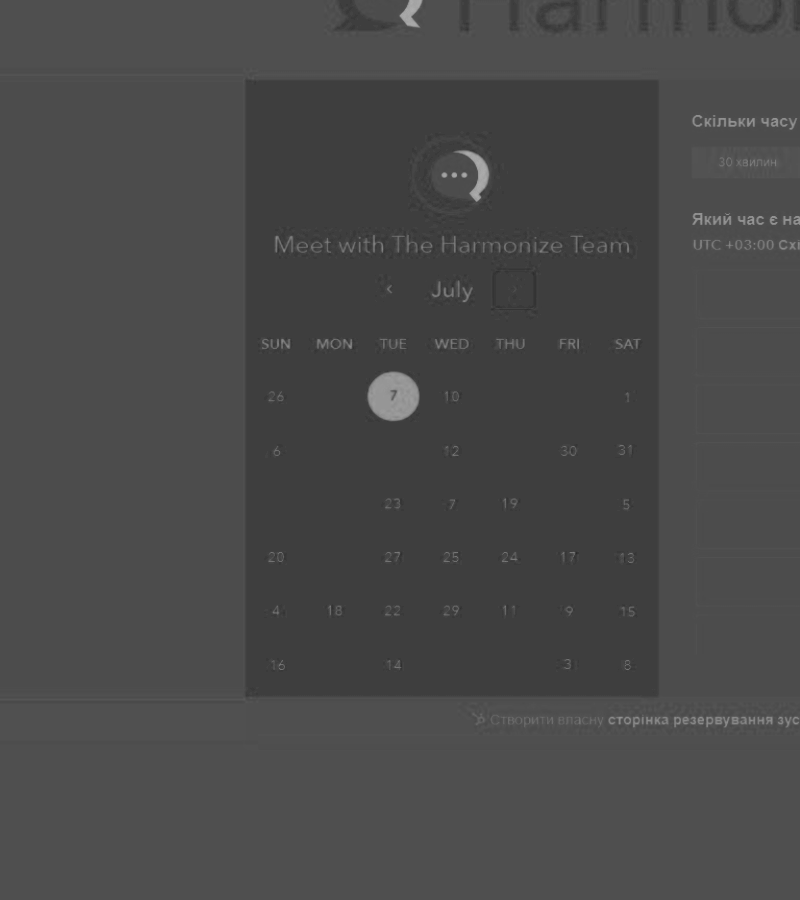 Harmoni
Скільки часу
Meet with The Harmonize Team
30 хвилин
Який час є на
UTC +03:00 Схі
‹ July ›
SUN MON TUE WED THU FRI SAT
26 7 10 1
6 12 30 31
23 7 19 5
20 27 25 24 17 13
4 18 22 29 11 9 15
16 14 3 8
Створити власну сторінка резервування зус